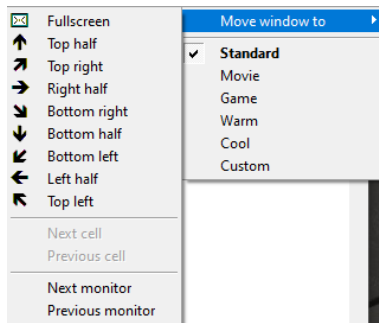 Fullscreen
Top half
Top right
Right half
Bottom right
Bottom half
Bottom left
Left half
Top left
Next cell
Previous cell
Next monitor
Previous monitor
Move window to
Standard
Movie
Game
Warm
Cool
Custom